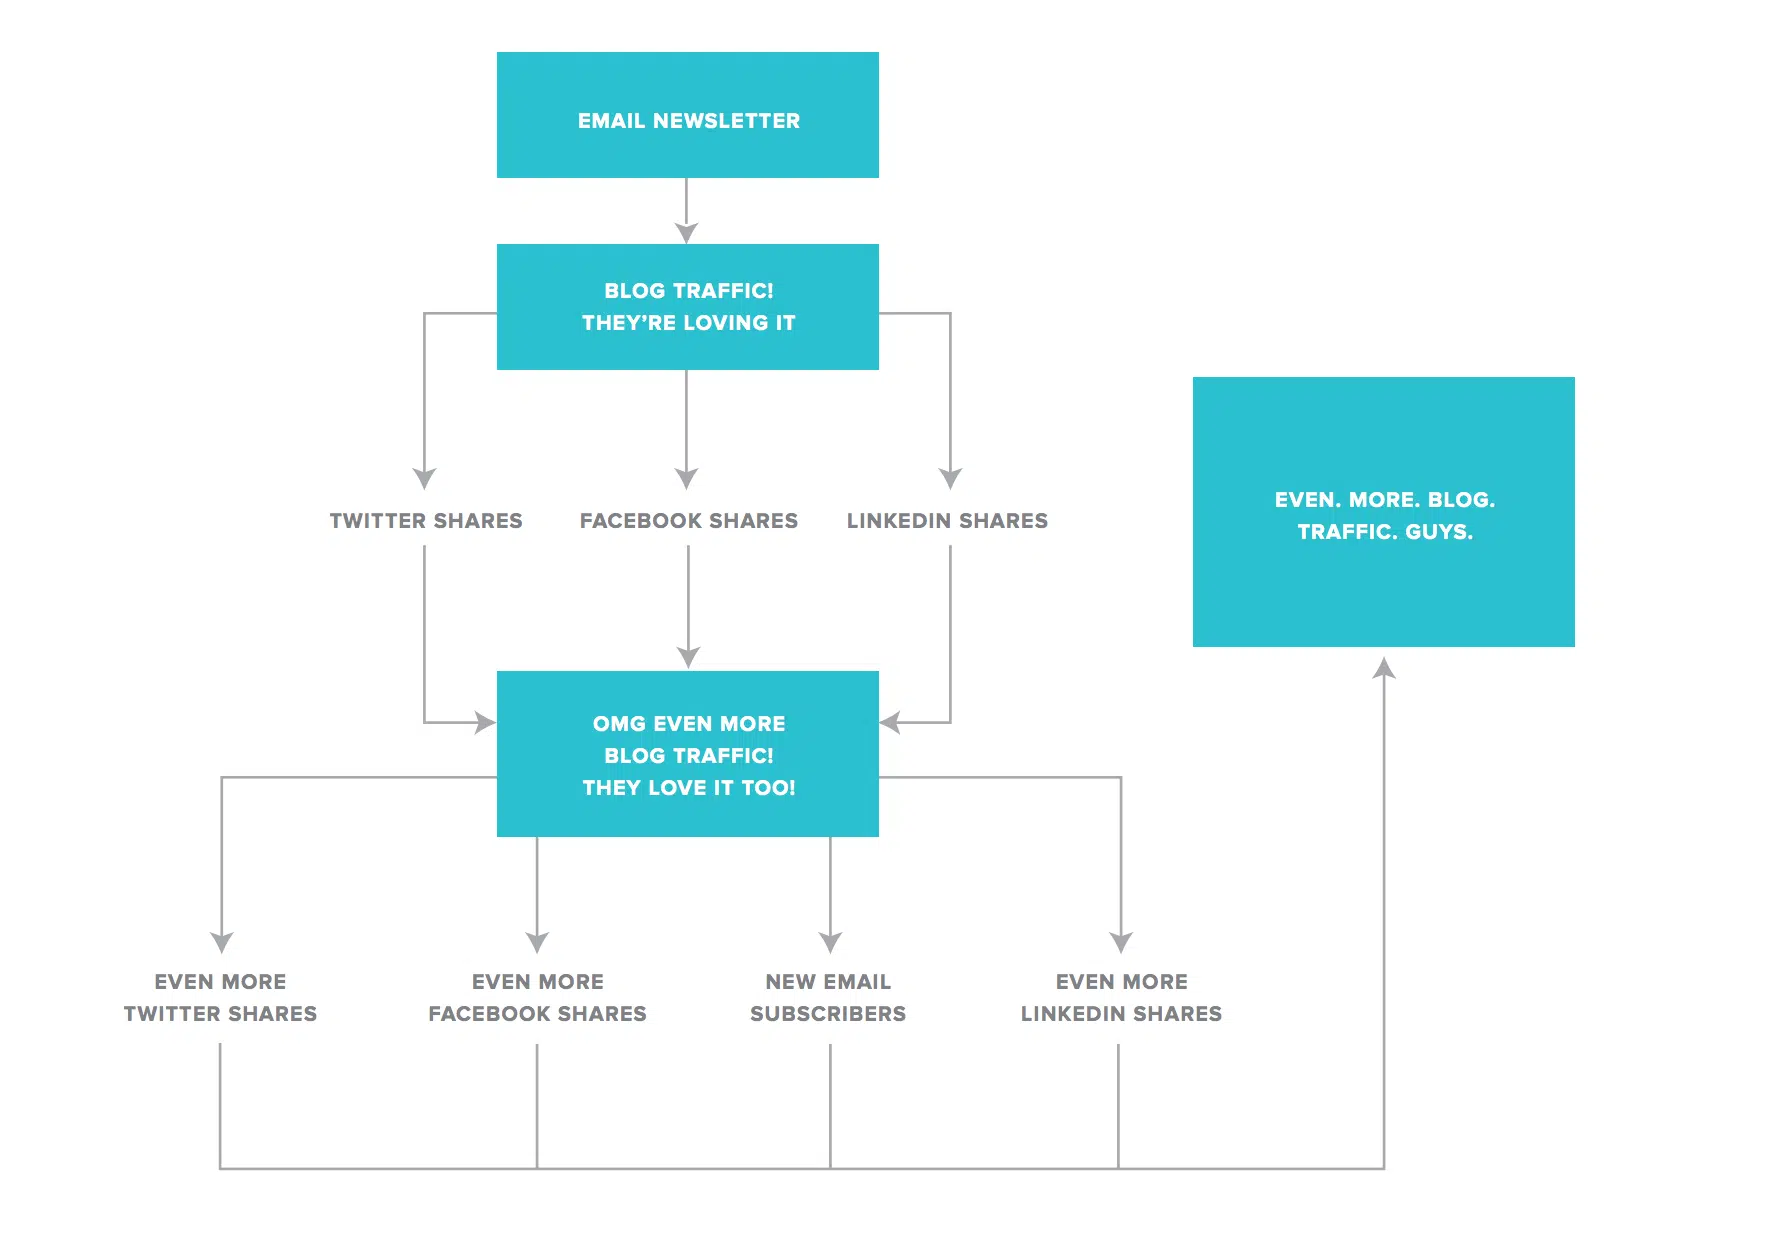 EMAIL NEWSLETTER
BLOG TRAFFIC!
THEY’RE LOVING IT
TWITTER SHARES
FACEBOOK SHARES
LINKEDIN SHARES
EVEN. MORE. BLOG.
TRAFFIC. GUYS.
OMG EVEN MORE
BLOG TRAFFIC!
THEY LOVE IT TOO!
EVEN MORE
TWITTER SHARES
EVEN MORE
FACEBOOK SHARES
NEW EMAIL
SUBSCRIBERS
EVEN MORE
LINKEDIN SHARES